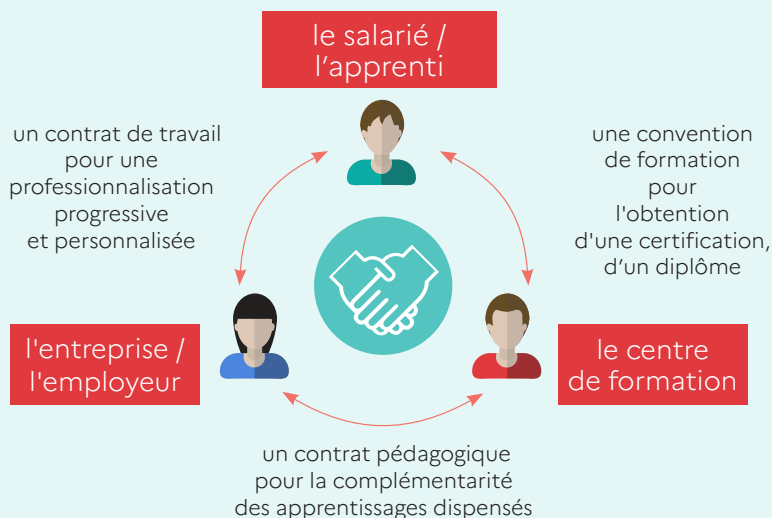 le salarié /
l'apprenti
un contrat de travail
pour une
professionnalisation
progressive
et personnalisée
une convention
de formation
pour
l'obtention
d'une certification,
d’un diplôme
l'entreprise /
l'employeur
le centre
de formation
un contrat pédagogique
pour la complémentarité
des apprentissages dispensés